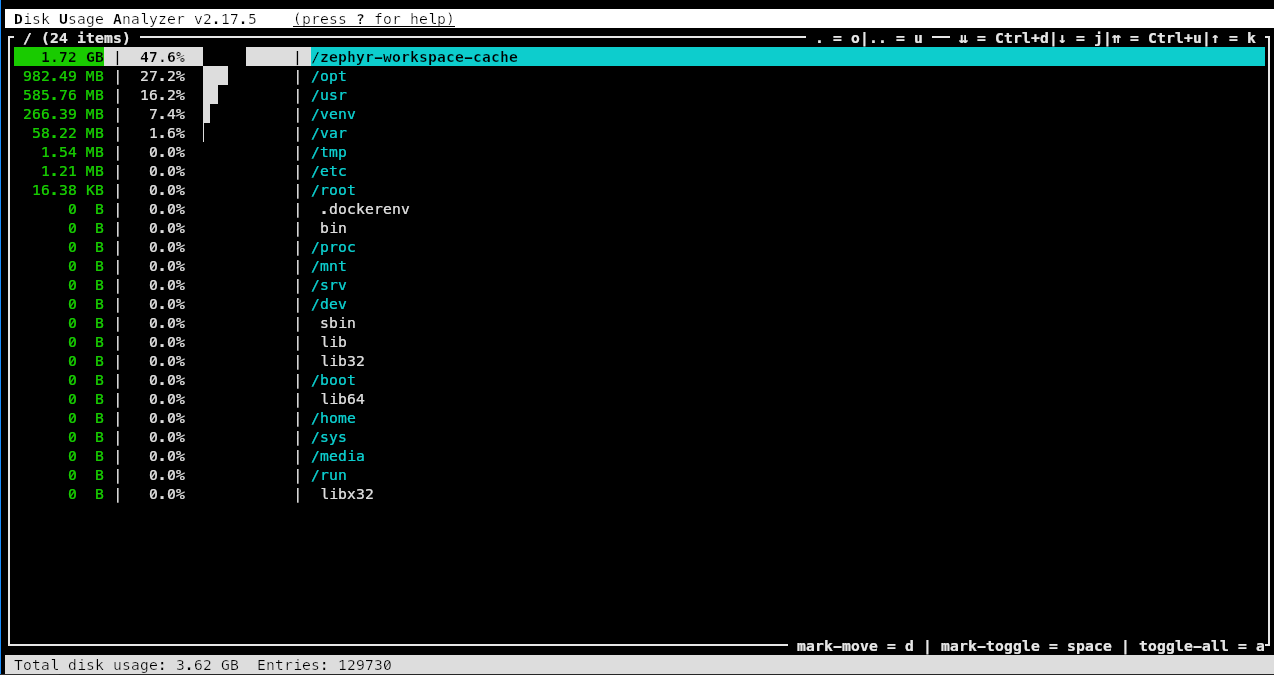 Disk Usage Analyzer v2.17.5    (press ? for help)
/ (24 items)  . = o|.. = u  ⇊ = Ctrl+d|↓ = j|⇈ = Ctrl+u|↑ = k
1.72 GB |  47.6%  | /zephyr-workspace-cache
982.49 MB |  27.2%  | /opt
585.76 MB |  16.2%  | /usr
266.39 MB |   7.4%  | /venv
58.22 MB |   1.6%  | /var
1.54 MB |   0.0%  | /tmp
1.21 MB |   0.0%  | /etc
16.38 KB |   0.0%  | /root
0  B |   0.0%  |  .dockerenv
0  B |   0.0%  |  bin
0  B |   0.0%  | /proc
0  B |   0.0%  | /mnt
0  B |   0.0%  | /srv
0  B |   0.0%  | /dev
0  B |   0.0%  |  sbin
0  B |   0.0%  |  lib
0  B |   0.0%  |  lib32
0  B |   0.0%  | /boot
0  B |   0.0%  |  lib64
0  B |   0.0%  | /home
0  B |   0.0%  | /sys
0  B |   0.0%  | /media
0  B |   0.0%  | /run
0  B |   0.0%  |  libx32
mark-move = d | mark-toggle = space | toggle-all = a
Total disk usage: 3.62 GB  Entries: 129730